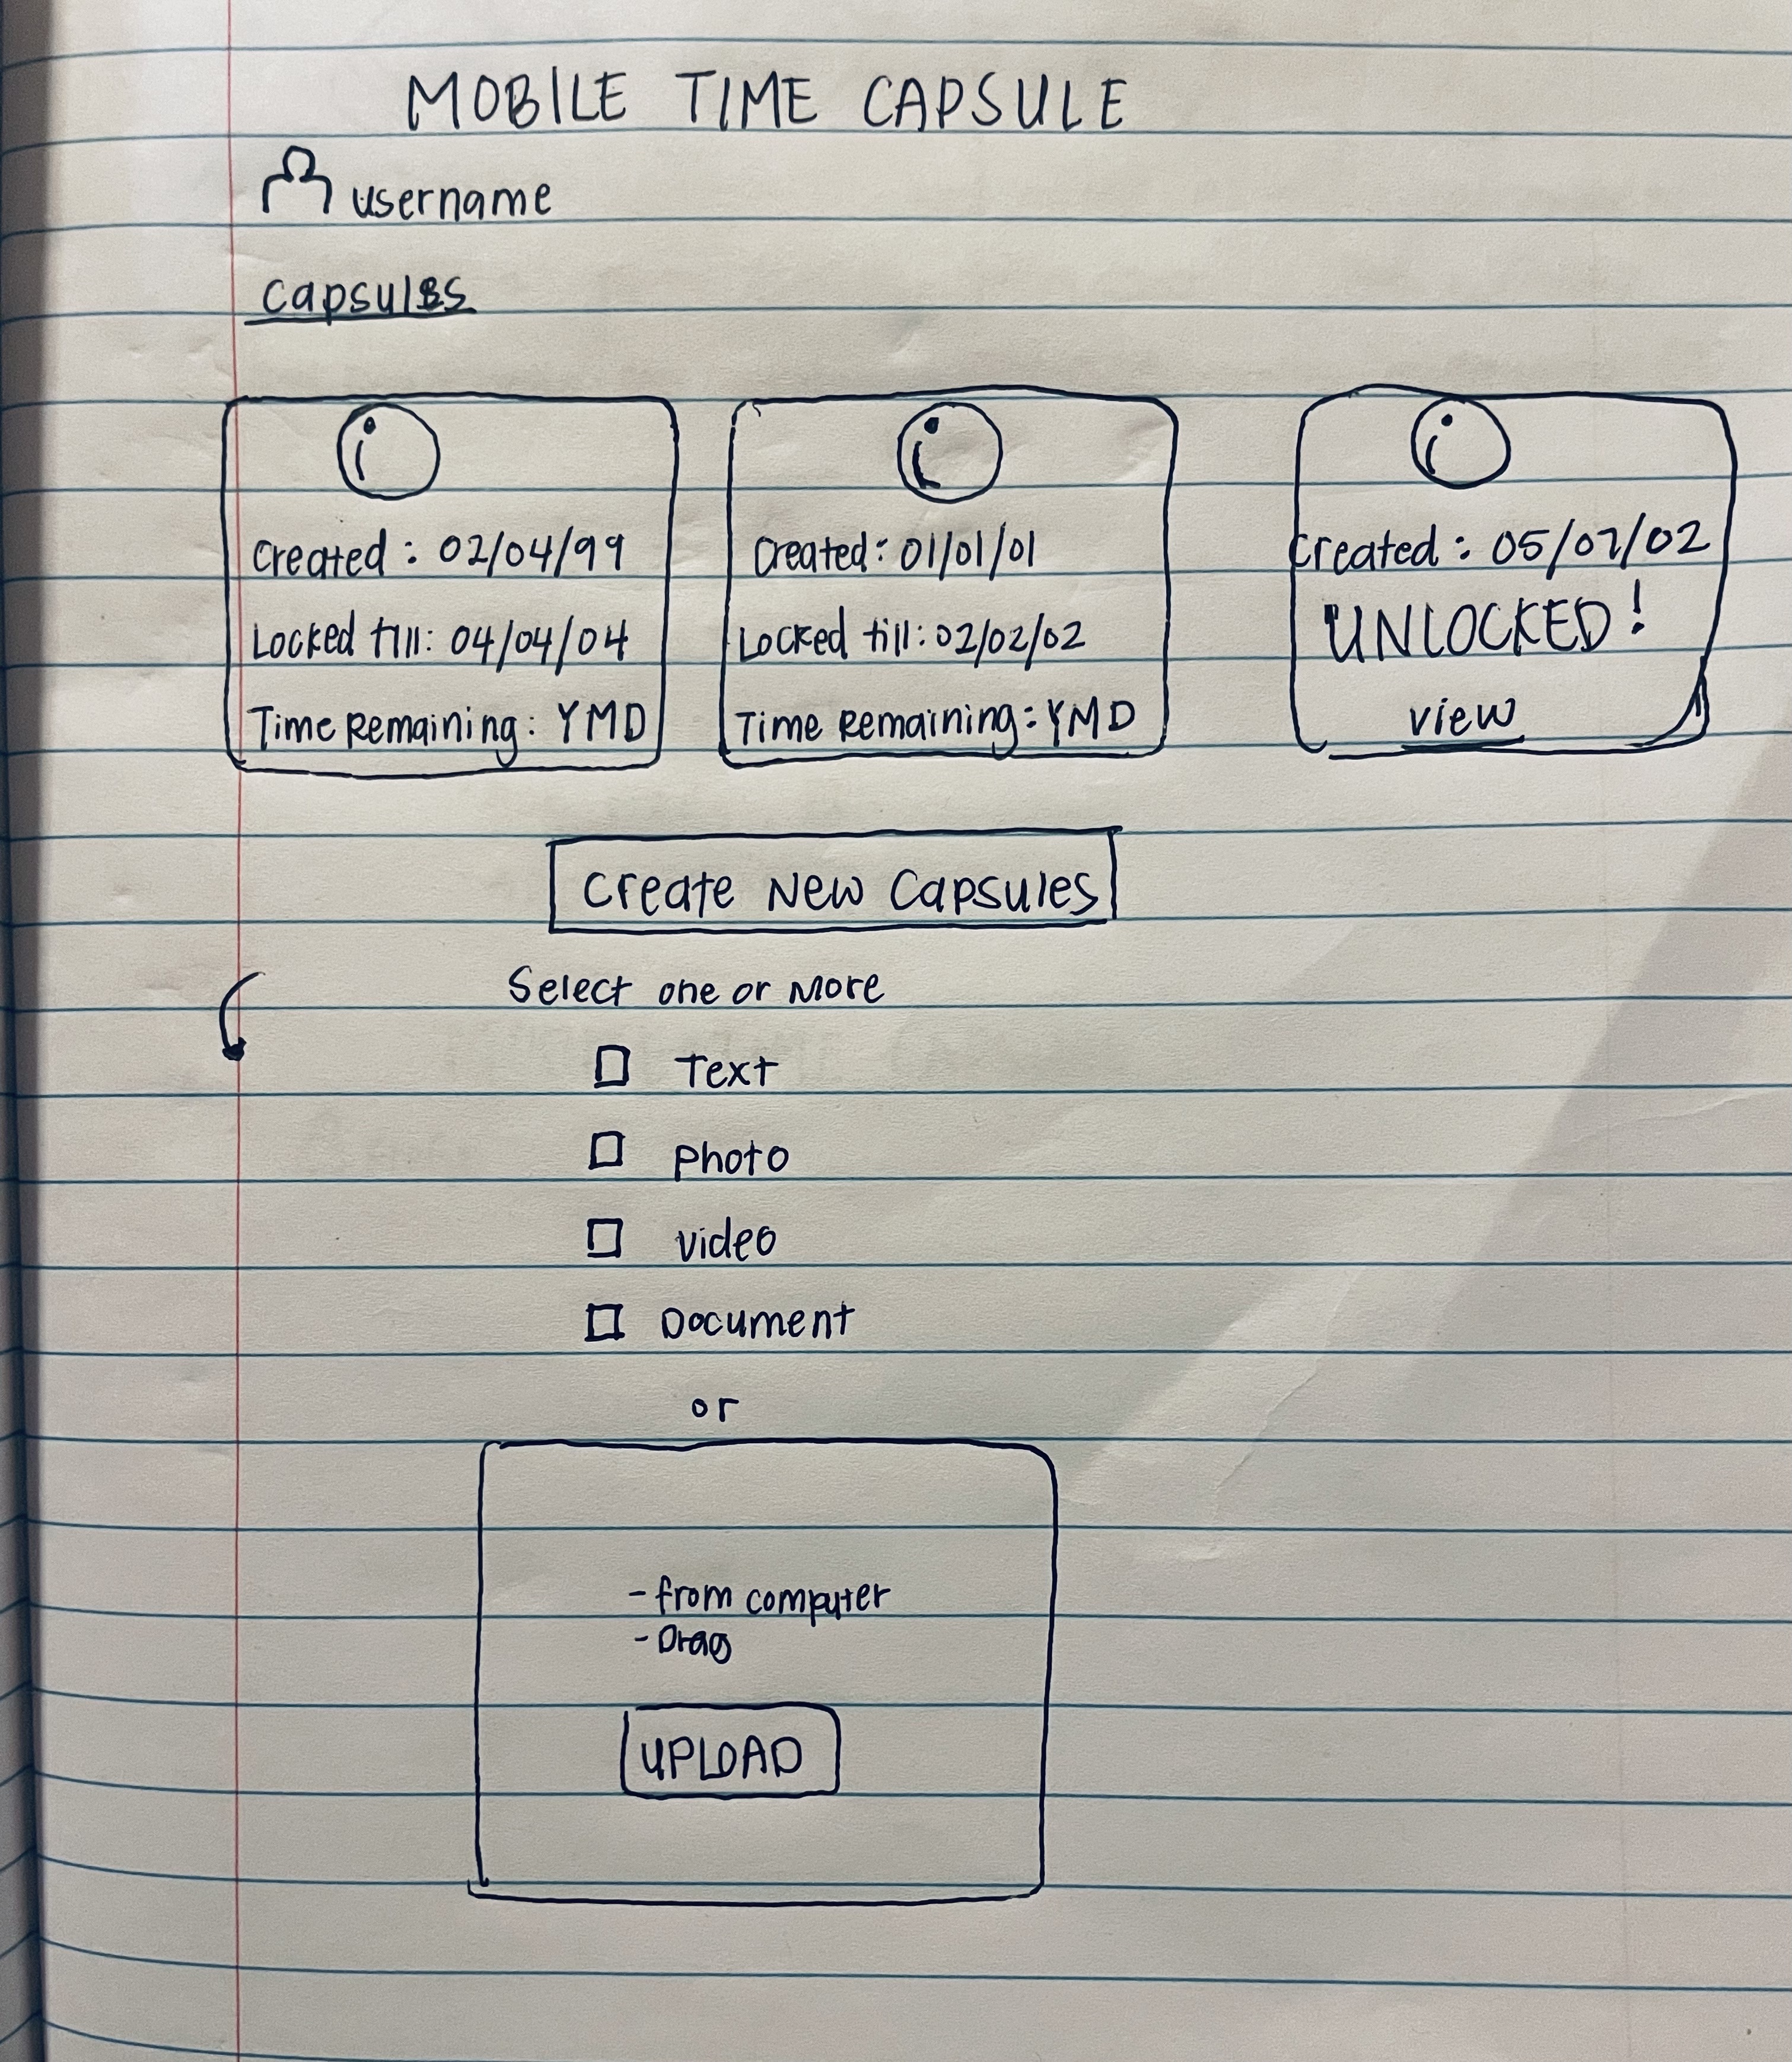 MOBILE TIME CAPSULE
username
Capsules
Created : 02/04/99
Locked till: 04/04/04
Time Remaining: YMD
Created: 01/01/01
Locked till: 02/02/02
Time Remaining: YMD
Created : 05/07/02
UNLOCKED!
view
Create New Capsules
Select one or more
Text
Photo
Video
Document
or
- from computer
- Drag
UPLOAD